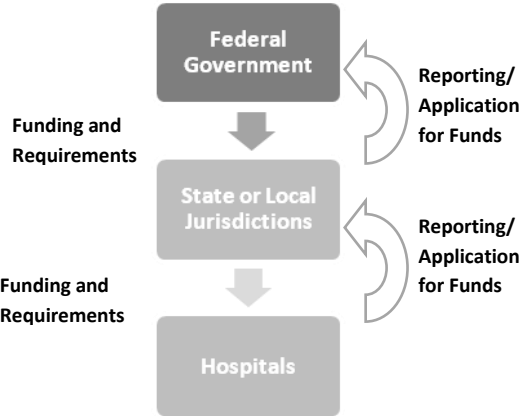 Federal
Government
Reporting/
Application
for Funds
Funding and
Requirements
State or Local
Jurisdictions
Reporting/
Application
for Funds
Funding and
Requirements
Hospitals